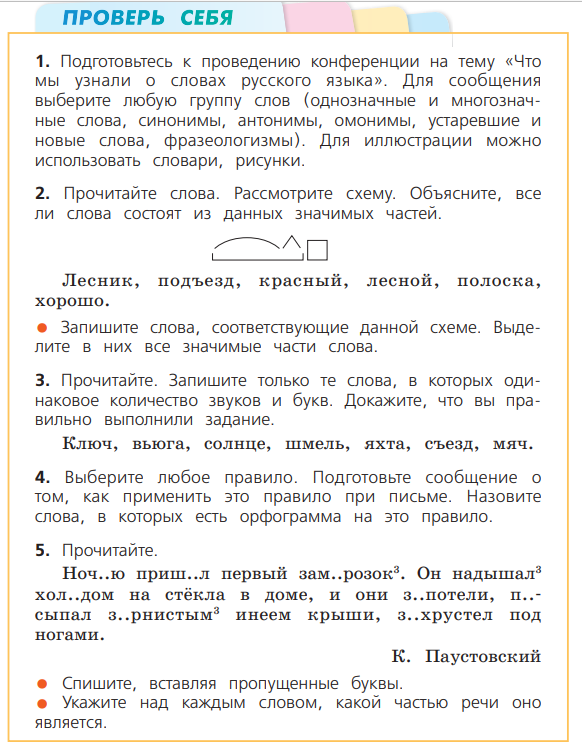 ПРОВЕРЬ СЕБЯ
1. Подготовьтесь к проведению конференции на тему «Что
мы узнали о словах русского языка». Для сообщения
выберите любую группу слов (однозначные и многознач-
ные слова, синонимы, антонимы, омонимы, устаревшие и
новые слова, фразеологизмы). Для иллюстрации можно
использовать словари, рисунки.
2. Прочитайте слова. Рассмотрите схему. Объясните, все
ли слова состоят из данных значимых частей.
Лесник, подъезд, красный, лесной, полоска,
хорошо.
● Запишите слова, соответствующие данной схеме. Выде-
лите в них все значимые части слова.
3. Прочитайте. Запишите только те слова, в которых оди-
наковое количество звуков и букв. Докажите, что вы пра-
вильно выполнили задание.
Ключ, вьюга, солнце, шмель, яхта, съезд, мяч.
4. Выберите любое правило. Подготовьте сообщение о
том, как применить это правило при письме. Назовите
слова, в которых есть орфограмма на это правило.
5. Прочитайте.
Ноч..ю приш..л первый зам..розок³. Он надышал³
хол..дом на стёкла в доме, и они з..потели, п..-
сыпал з..рнистым³ инеем крыши, з..хрустел под
ногами.
К. Паустовский
● Спишите, вставляя пропущенные буквы.
● Укажите над каждым словом, какой частью речи оно
является.